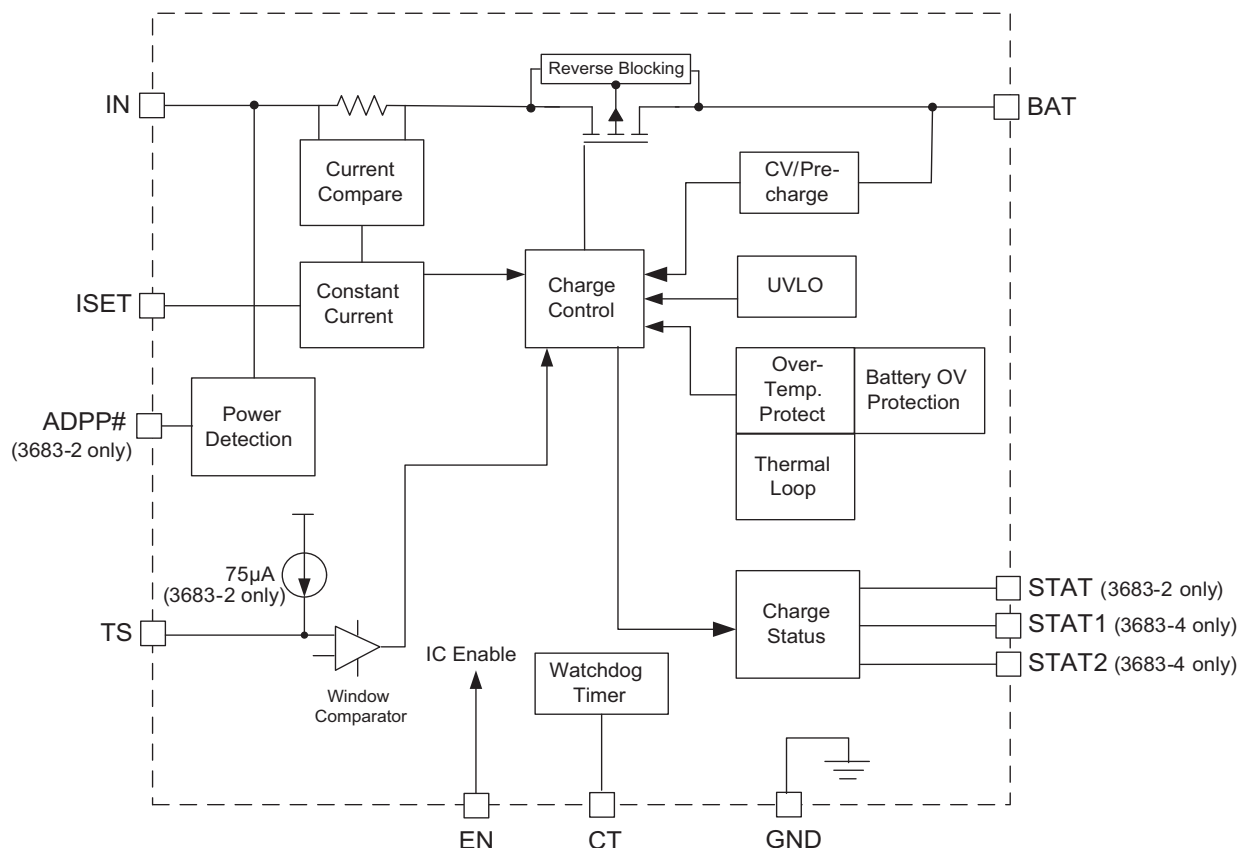 Reverse Blocking
IN
BAT
Current
Compare
CV/Pre-
charge
ISET
Constant
Current
Charge
Control
UVLO
Over-
Temp.
Protect
Battery OV
Protection
ADPP#
(3683-2 only)
Power
Detection
Thermal
Loop
75µA
(3683-2 only)
TS
Window
Comparator
IC Enable
Watchdog
Timer
Charge
Status
STAT (3683-2 only)
STAT1 (3683-4 only)
STAT2 (3683-4 only)
EN
CT
GND